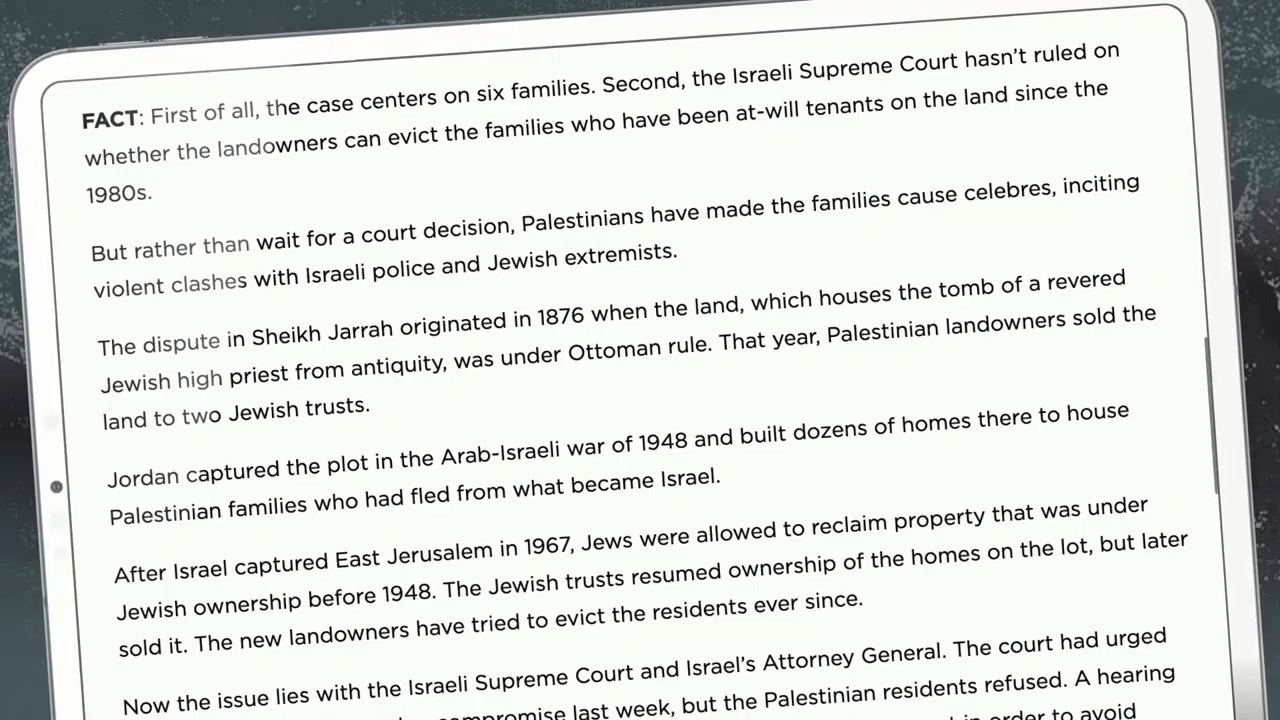 FACT: First of all, the case centers on six families. Second, the Israeli Supreme Court hasn't ruled on
whether the landowners can evict the families who have been at-will tenants on the land since the
1980s.
But rather than wait for a court decision, Palestinians have made the families cause celebres, inciting
violent clashes with Israeli police and Jewish extremists.
The dispute in Sheikh Jarrah originated in 1876 when the land, which houses the tomb of a revered
Jewish high priest from antiquity, was under Ottoman rule. That year, Palestinian landowners sold the
land to two Jewish trusts.
Jordan captured the plot in the Arab-Israeli war of 1948 and built dozens of homes there to house
Palestinian families who had fled from what became Israel.
After Israel captured East Jerusalem in 1967, Jews were allowed to reclaim property that was under
Jewish ownership before 1948. The Jewish trusts resumed ownership of the homes on the lot, but later
sold it. The new landowners have tried to evict the residents ever since.
Now the issue lies with the Israeli Supreme Court and Israel's Attorney General. The court had urged
compromise last week, but the Palestinian residents refused. A hearing
in order to avoid